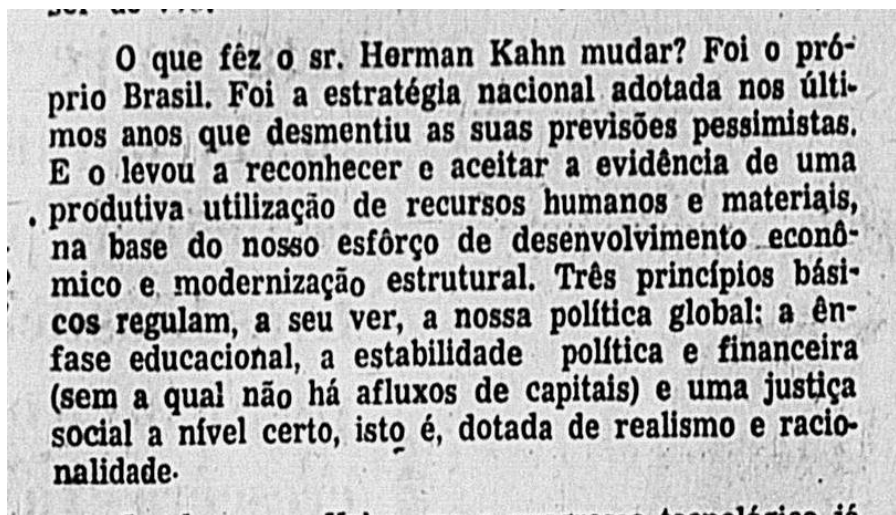 O que fêz o sr. Herman Kahn mudar? Foi o pró-
prio Brasil. Foi a estratégia nacional adotada nos últi-
mos anos que desmentiu as suas previsões pessimistas.
E o levou a reconhecer e aceitar a evidência de uma
produtiva utilização de recursos humanos e materiais,
na base do nosso esfôrço de desenvolvimento econô-
mico e modernização estrutural. Três princípios bási-
cos regulam, a seu ver, a nossa política global: a ên-
fase educacional, a estabilidade política e financeira
(sem a qual não há afluxos de capitais) e uma justiça
social a nível certo, isto é, dotada de realismo e racio-
nalidade.